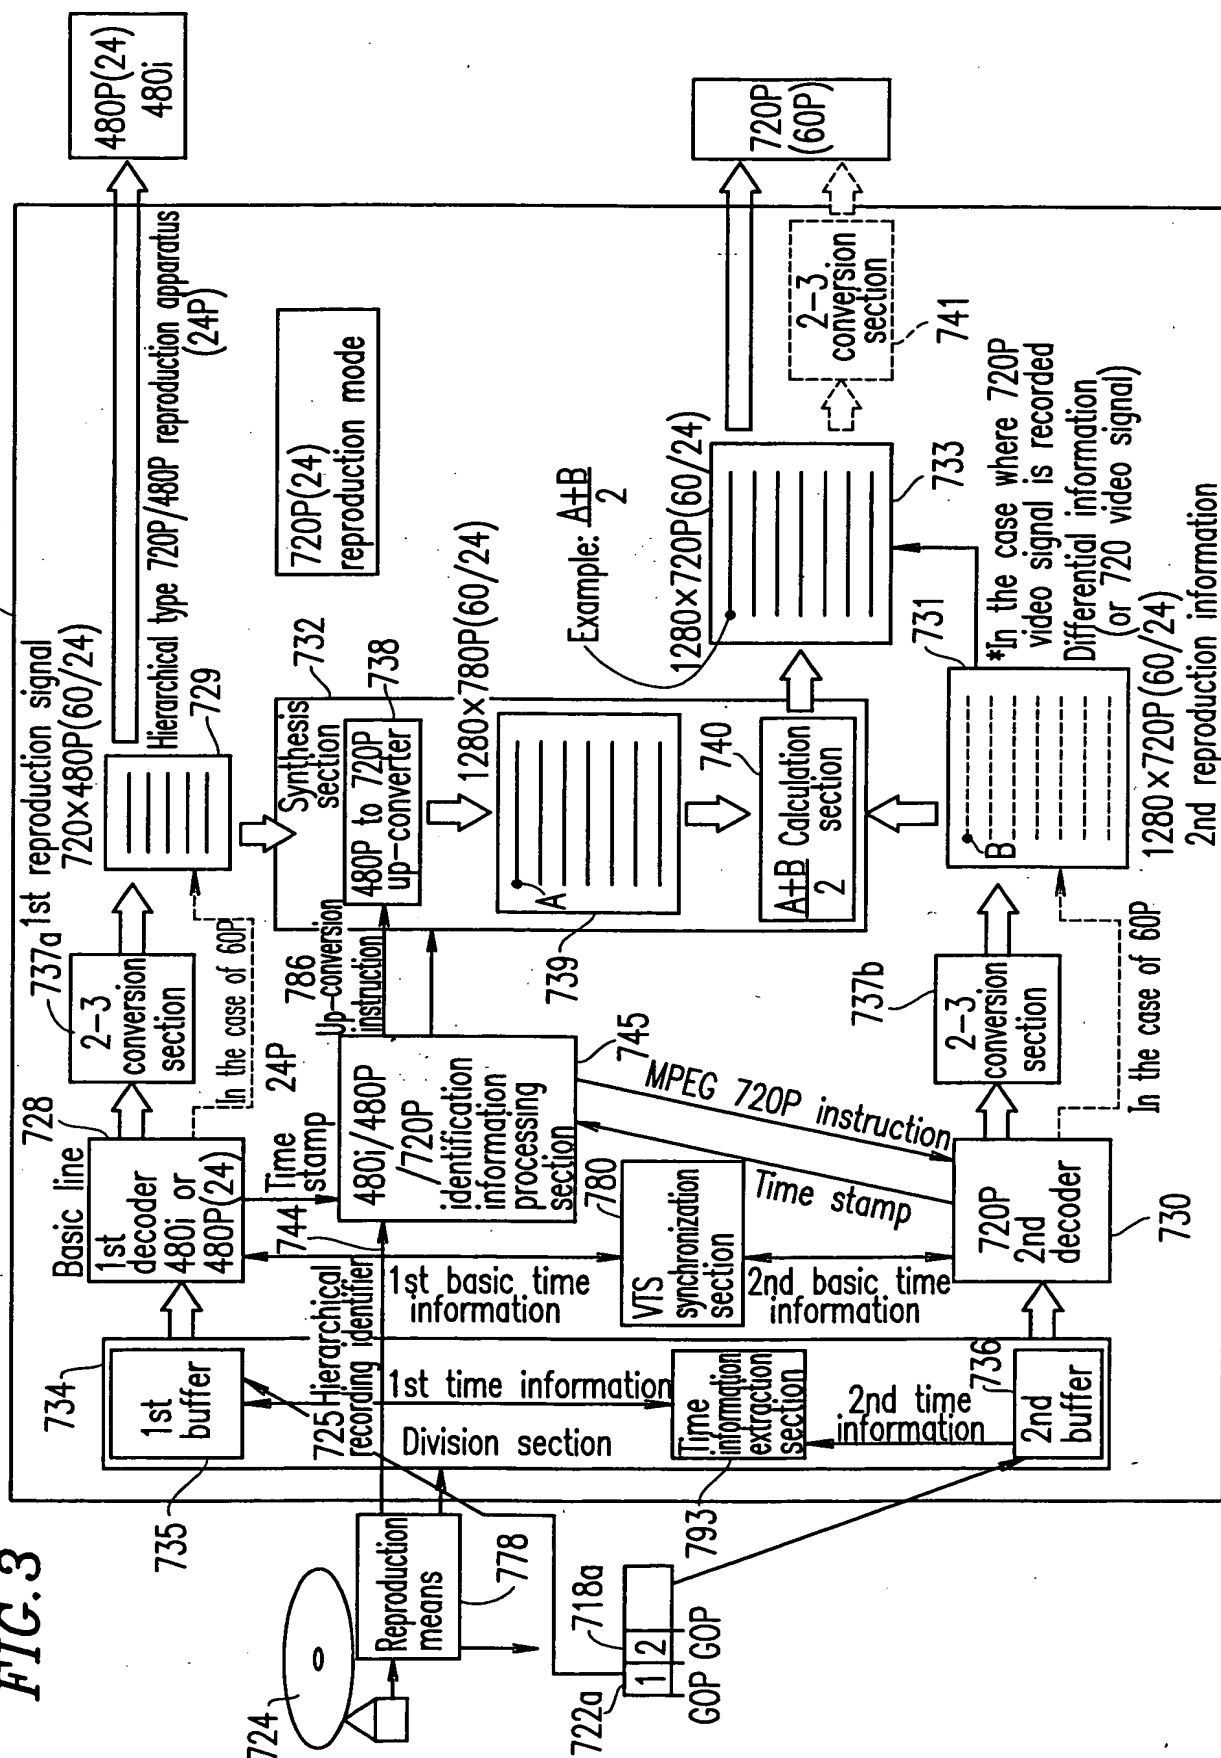 FIG.3
724
Reproduction
means
778
722a
1
2
718a
GOP GOP
734
735
1st
buffer
725 Hierarchical
recording identifier
Division section
1st time information
Time
information
extraction
section
793
2nd time
information
736
2nd buffer
Basic line
728
1st
decoder
480i or
480P(24)
Time
stamp
24P
744
1st basic time
information
780
VTS
synchronization
section
2nd basic time
information
480i/480P
/720P
identification
information
processing
section
745
MPEG 720P instruction
Time stamp
720P
2nd
decoder
730
737a
2-3
conversion
section
In the case of 60P
786
Up-conversion
instruction
737b
2-3
conversion
section
In the case of 60P
1st reproduction signal
720×480P(60/24)
729
Hierarchical type 720P/480P reproduction apparatus
(24P)
Synthesis
section
732
480P to 720P
up-converter
738
1280×780P(60/24)
A
739
740
A+B
2
Calculation
section
B
731
1280×720P(60/24)
2nd reproduction information
*In the case where 720P
video signal is recorded
Differential information
(or 720 video signal)
720P(24)
reproduction mode
Example: A+B
2
1280×720P(60/24)
733
2-3
conversion
section
741
480P(24)
480i
720P
(60P)